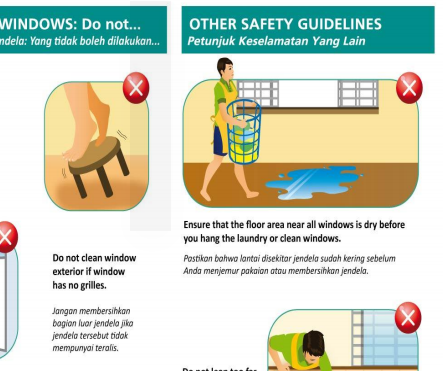 WINDOWS: Do not...
ndela: Yang tidak boleh dilakukan...
Do not clean window
exterior if window
has no grilles.
Jangan membersihkan
bagian luar jendela jika
jendela tersebut tidak
mempunyai teralis.
OTHER SAFETY GUIDELINES
Petunjuk Keselamatan Yang Lain
Ensure that the floor area near all windows is dry before
you hang the laundry or clean windows.
Pastikan bahwa lantai disekitar jendela sudah kering sebelum
Anda menjemur pakaian atau membersihkan jendela.
Do not lean too far